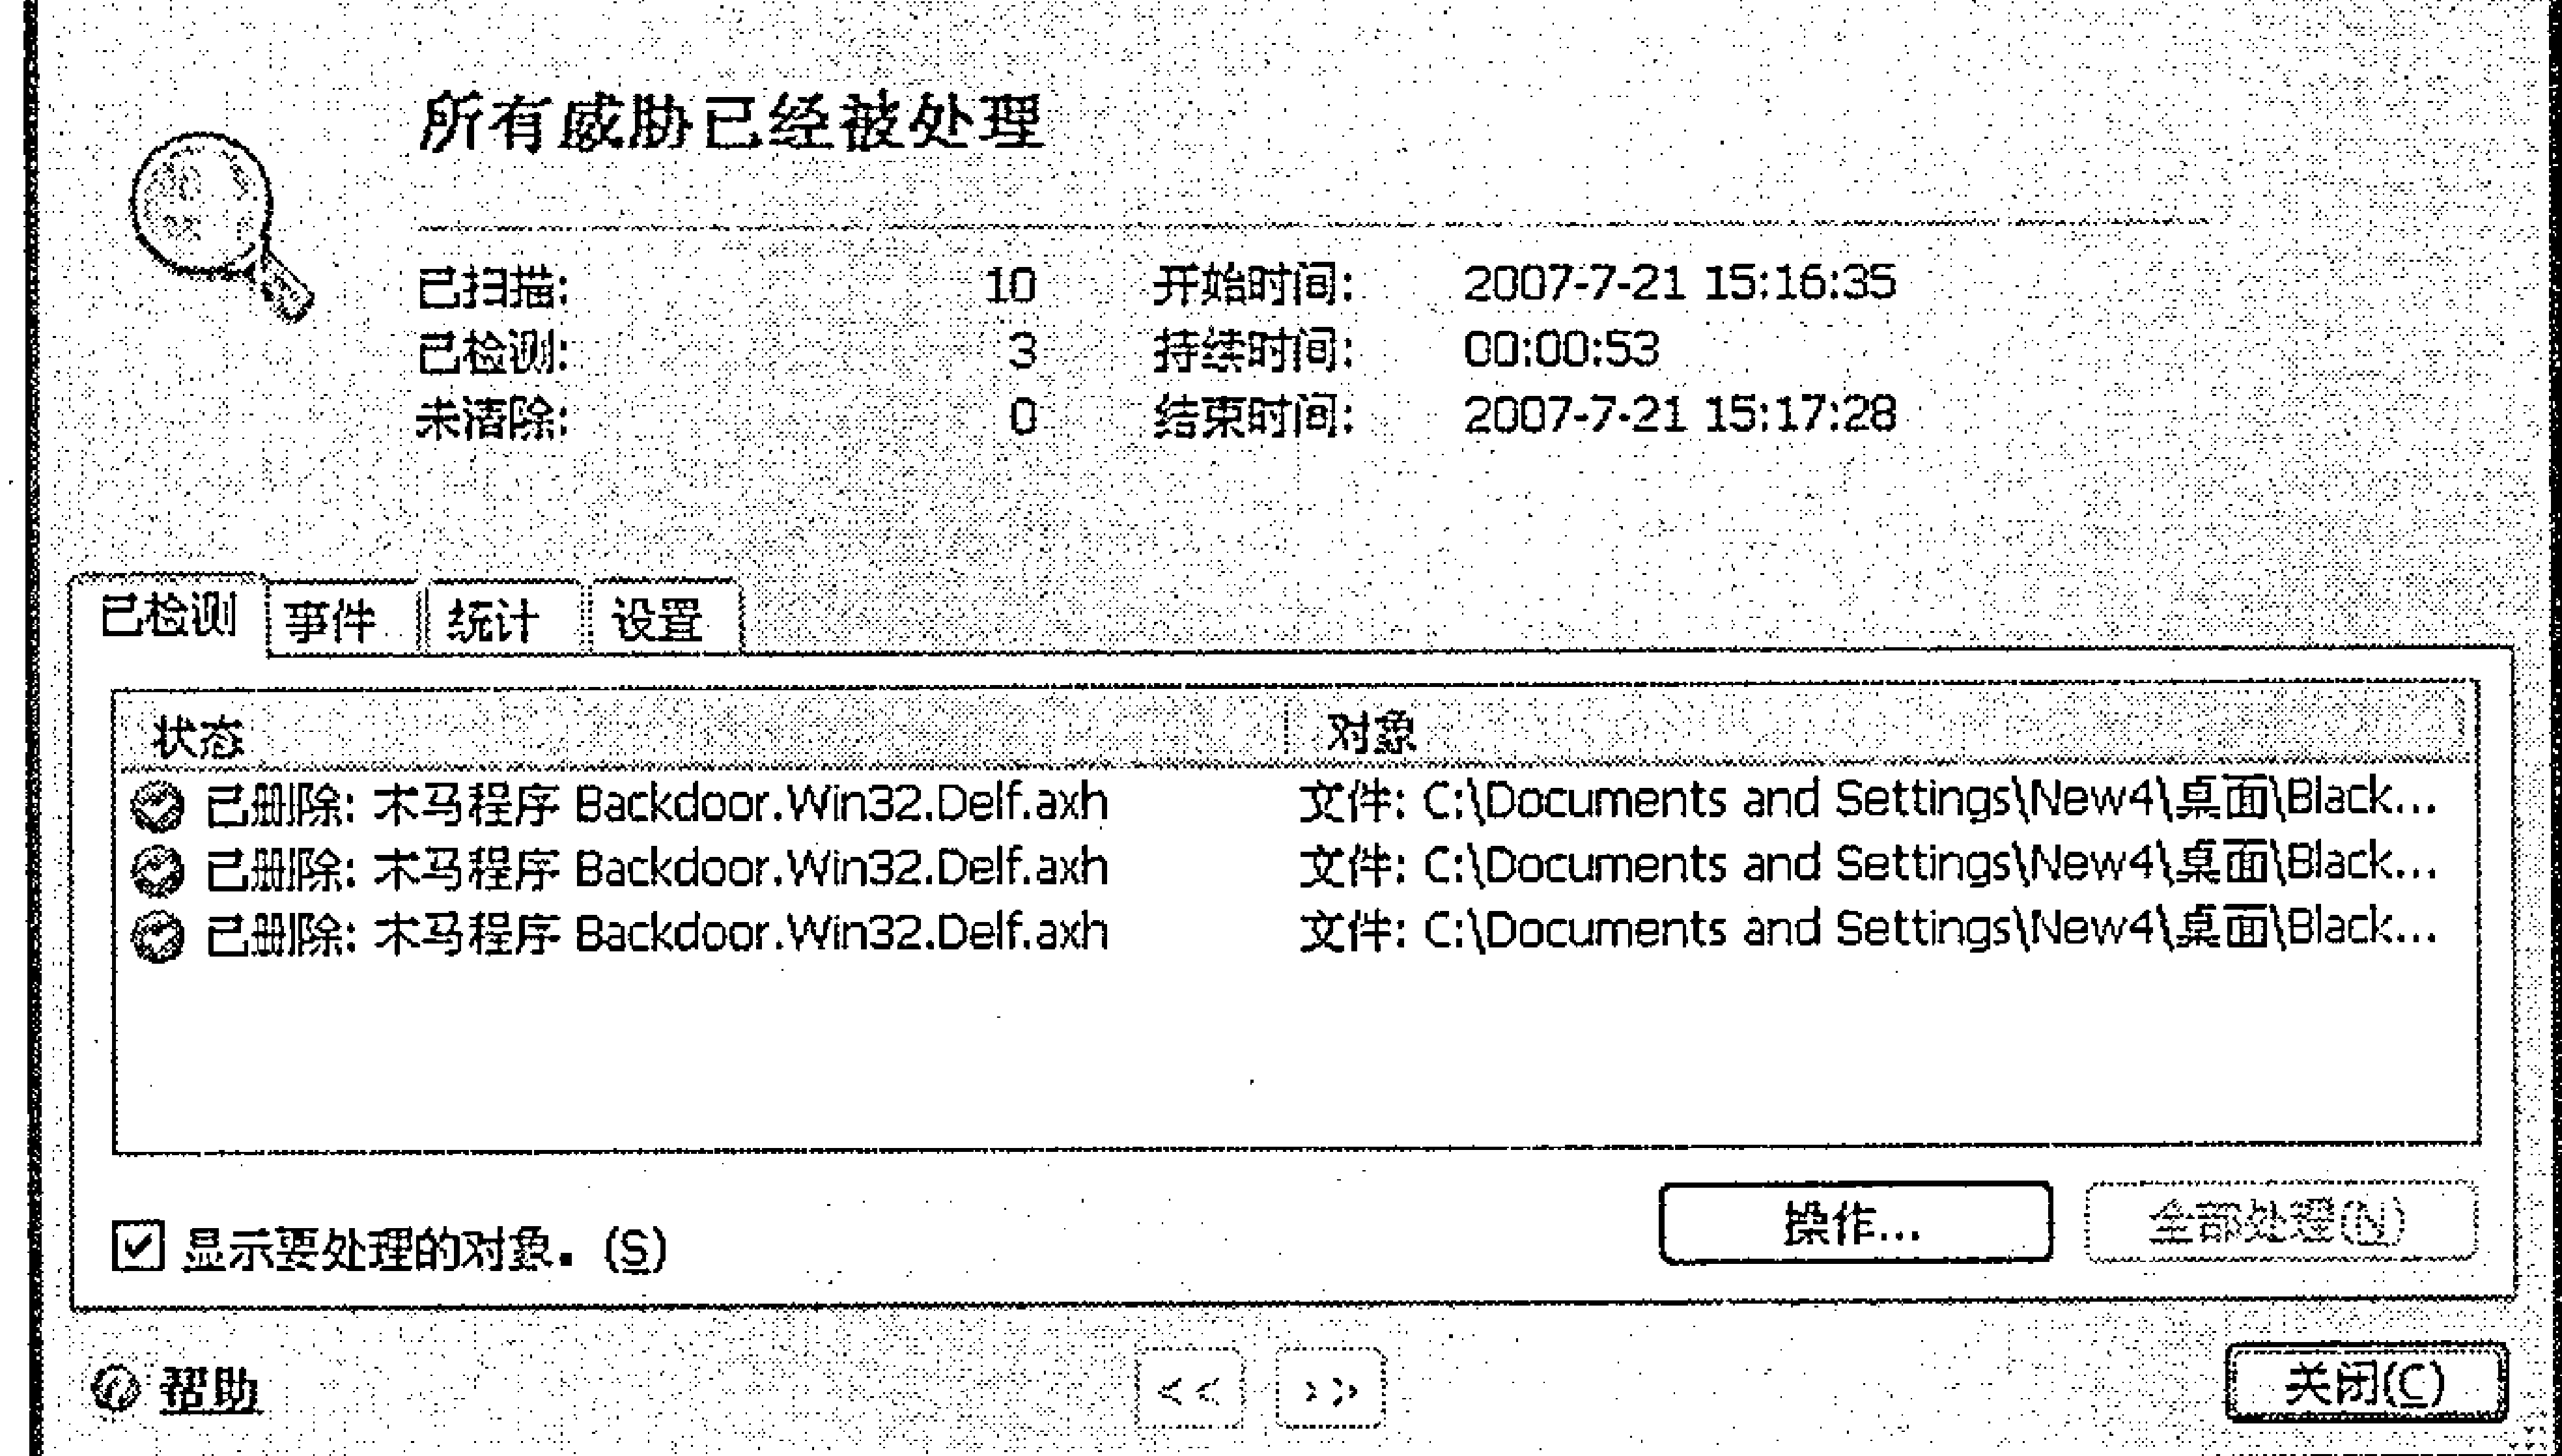 所有威胁已经被处理
已扫描: 10 开始时间: 2007-7-21 15:16:35
已检测: 3 持续时间: 00:00:53
未清除: 0 结束时间: 2007-7-21 15:17:28
已检测 事件 统计 设置
状态 对象
已删除: 木马程序 Backdoor.Win32.Delf.axh 文件: C:\Documents and Settings\New4\桌面\Black...
已删除: 木马程序 Backdoor.Win32.Delf.axh 文件: C:\Documents and Settings\New4\桌面\Black...
已删除: 木马程序 Backdoor.Win32.Delf.axh 文件: C:\Documents and Settings\New4\桌面\Black...
显示要处理的对象。(S) 操作... 全部处理(N)
帮助 << >> 关闭(C)